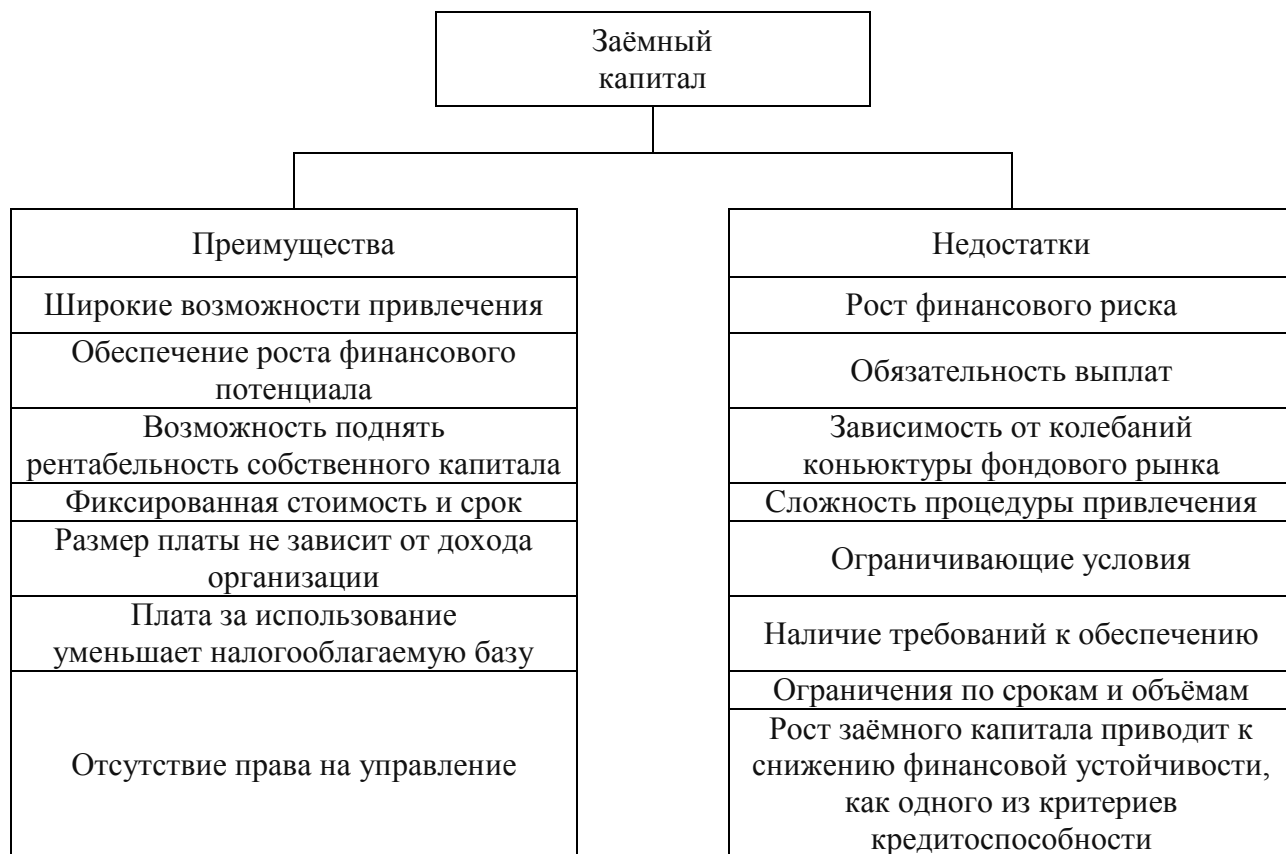 Заёмный
капитал
Преимущества
Широкие возможности привлечения
Обеспечение роста финансового
потенциала
Возможность поднять
рентабельность собственного капитала
Фиксированная стоимость и срок
Размер платы не зависит от дохода
организации
Плата за использование
уменьшает налогооблагаемую базу
Отсутствие права на управление
Недостатки
Рост финансового риска
Обязательность выплат
Зависимость от колебаний
коньюктуры фондового рынка
Сложность процедуры привлечения
Ограничивающие условия
Наличие требований к обеспечению
Ограничения по срокам и объёмам
Рост заёмного капитала приводит к
снижению финансовой устойчивости,
как одного из критериев
кредитоспособности